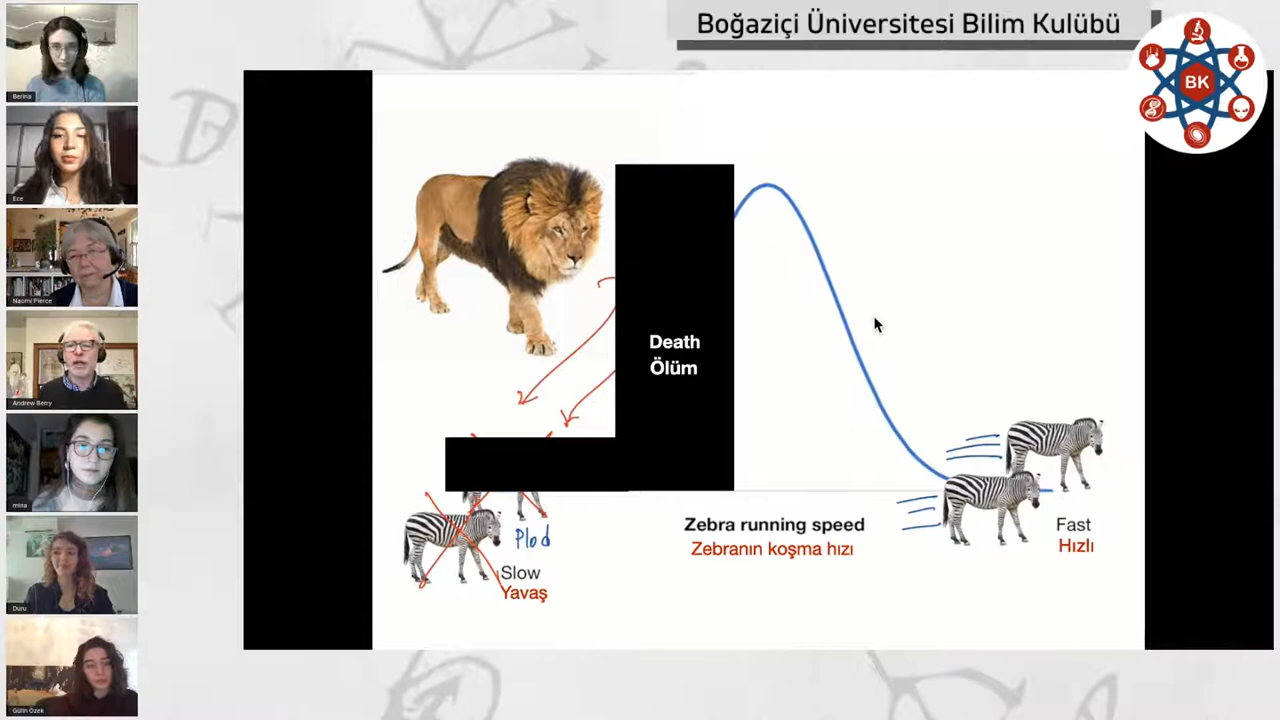 Boğaziçi Üniversitesi Bilim Kulübü
BK
Berina
Ece
Naomi Pierce
Andrew Berry
mina
Duru
Gülin Özek
Death
Ölüm
Plod
Slow
Yavaş
Zebra running speed
Zebranın koşma hızı
Fast
Hızlı